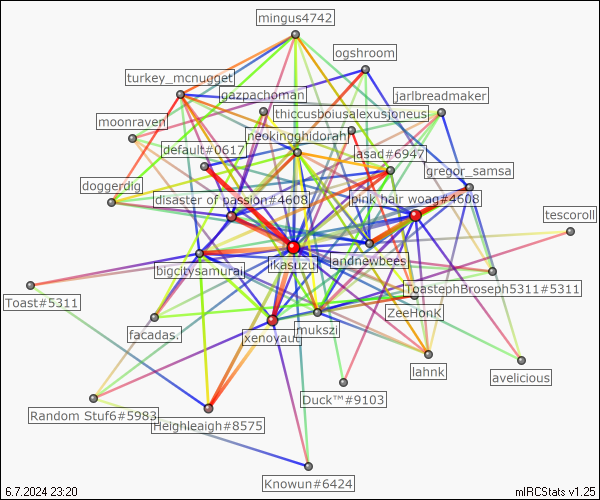 mingus4742
ogshroom
turkey_mcnugget
gazpachoman
jarlbreadmaker
thiccusboiusalexusjoneus
moonraven
neokingghidorah
default#0617
asad#6947
gregor_samsa
doggerdig
disaster of passion#4608
pink hair woag#4608
tescoroll
ikasuzu
andnewbees
bigcitysamurai
ToastephBroseph5311#5311
Toast#5311
ZeeHonK
facadas.
mukszi
xenovau
lahnk
avelicious
Duck™#9103
Random Stuf6#5983
Heighleaigh#8575
Knowun#6424
6.7.2024 23:20
mIRCStats v1.25